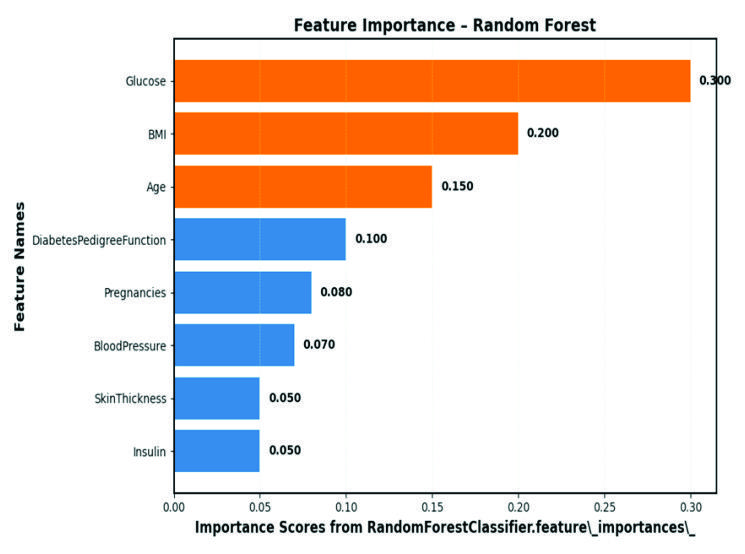 Feature Importance – Random Forest
Feature Names
Glucose 0.300
BMI 0.200
Age 0.150
DiabetesPedigreeFunction 0.100
Pregnancies 0.080
BloodPressure 0.070
SkinThickness 0.050
Insulin 0.050
0.00 0.05 0.10 0.15 0.20 0.25 0.30
Importance Scores from RandomForestClassifier.feature\_importances\_